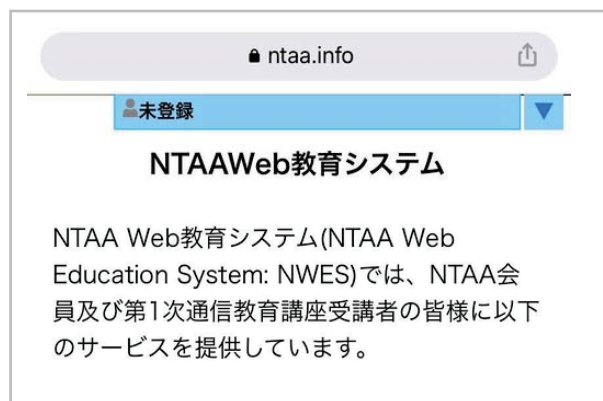 ntaa.info
未登録
▼
NTAAWeb教育システム
NTAA Web教育システム(NTAA Web
Education System: NWES)では、NTAA会
員及び第1次通信教育講座受講者の皆様に以下
のサービスを提供しています。